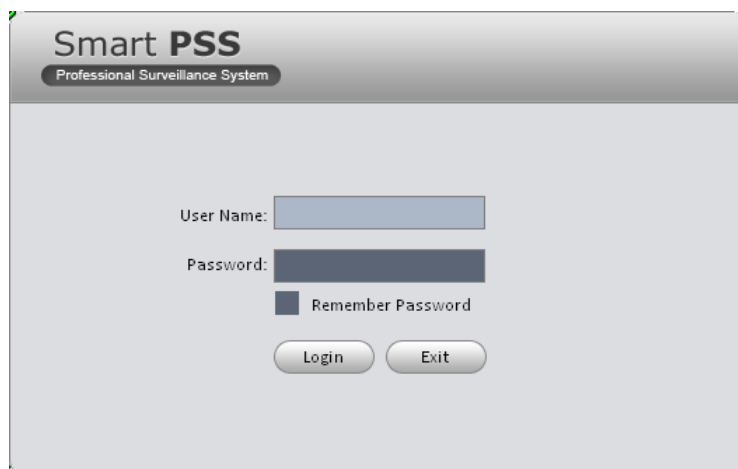 Smart PSS
Professional Surveillance System
User Name:
Password:
Remember Password
Login Exit